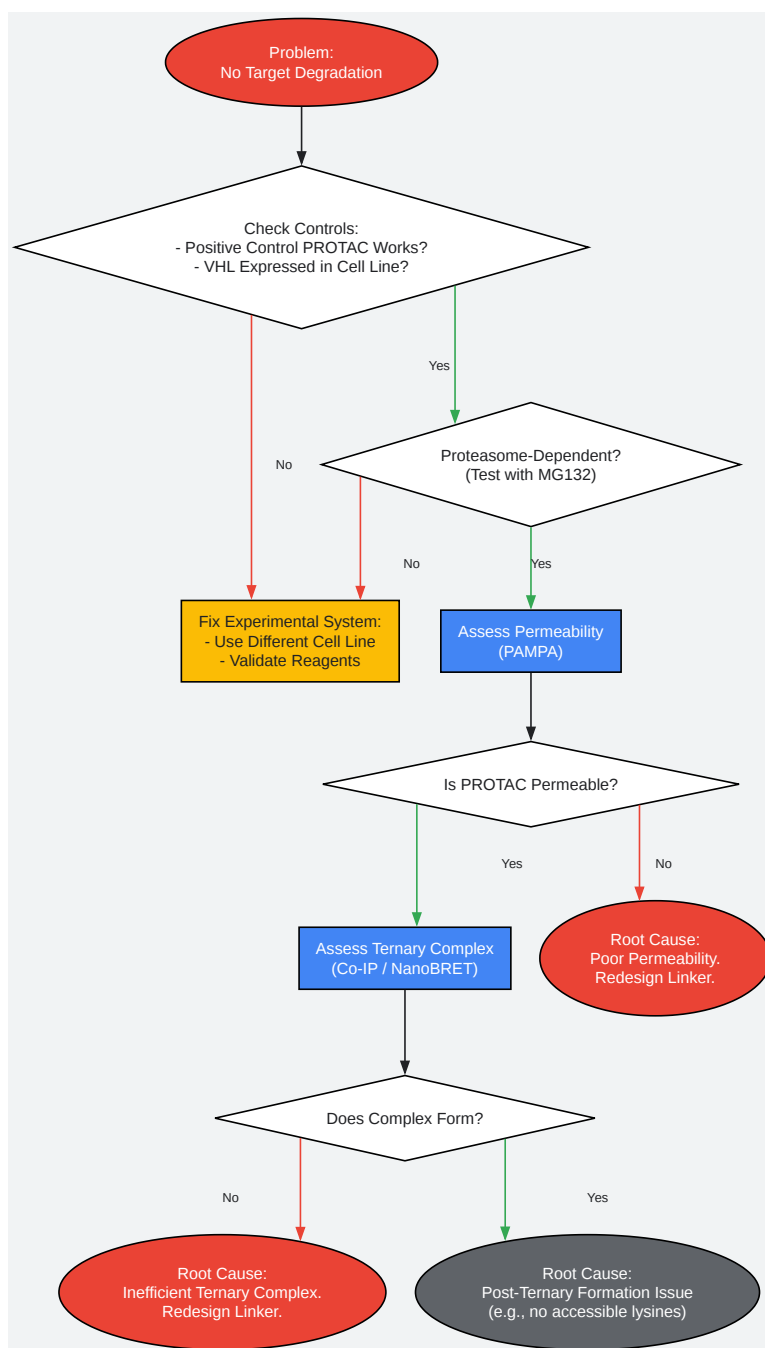 Problem:
No Target Degradation
Check Controls:
- Positive Control PROTAC Works?
- VHL Expressed in Cell Line?
Yes
No
Proteasome-Dependent?
(Test with MG132)
No
Yes
Fix Experimental System:
- Use Different Cell Line
- Validate Reagents
Assess Permeability
(PAMPA)
Is PROTAC Permeable?
Yes
No
Assess Ternary Complex
(Co-IP / NanoBRET)
Root Cause:
Poor Permeability.
Redesign Linker.
Does Complex Form?
No
Yes
Root Cause:
Inefficient Ternary Complex.
Redesign Linker.
Root Cause:
Post-Ternary Formation Issue
(e.g., no accessible lysines)